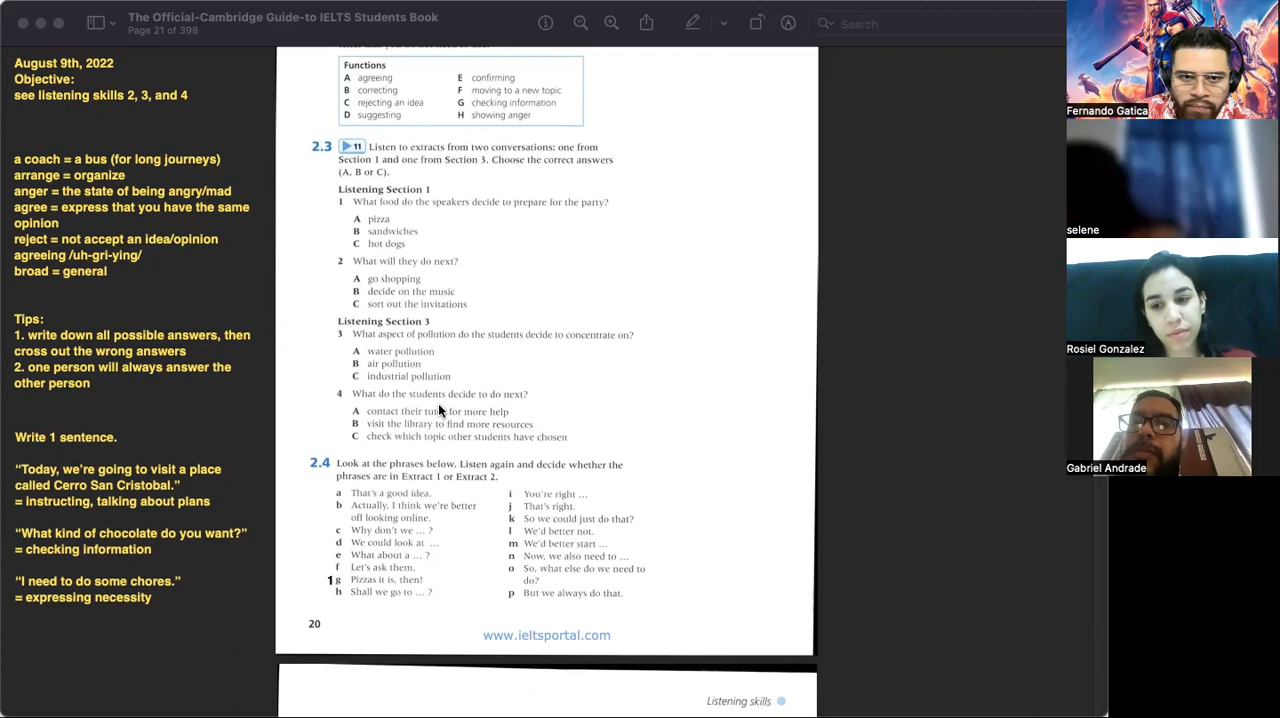 The Official-Cambridge Guide-to IELTS Students Book
Page 21 of 398
Search
August 9th, 2022
Objective:
see listening skills 2, 3, and 4
a coach = a bus (for long journeys)
arrange = organize
anger = the state of being angry/mad
agree = express that you have the same
opinion
reject = not accept an idea/opinion
agreeing /uh-gri-ying/
broad = general
Tips:
1. write down all possible answers, then
cross out the wrong answers
2. one person will always answer the
other person
Write 1 sentence.
“Today, we’re going to visit a place
called Cerro San Cristobal.”
= instructing, talking about plans
“What kind of chocolate do you want?”
= checking information
“I need to do some chores.”
= expressing necessity
Functions
A agreeing
B correcting
C rejecting an idea
D suggesting
E confirming
F moving to a new topic
G checking information
H showing anger
2.3 11 Listen to extracts from two conversations: one from
Section 1 and one from Section 3. Choose the correct answers
(A, B or C).
Listening Section 1
1 What food do the speakers decide to prepare for the party?
A pizza
B sandwiches
C hot dogs
2 What will they do next?
A go shopping
B decide on the music
C sort out the invitations
Listening Section 3
3 What aspect of pollution do the students decide to concentrate on?
A water pollution
B air pollution
C industrial pollution
4 What do the students decide to do next?
A contact their for more help
B visit the library to find more resources
C check which topic other students have chosen
2.4 Look at the phrases below. Listen again and decide whether the
phrases are in Extract 1 or Extract 2.
a That's a good idea.
b Actually, I think we're better
off looking online.
c Why don't we ... ?
d We could look at ...
e What about a ... ?
f Let's ask them.
1 g Pizzas it is, then!
h Shall we go to ... ?
i You're right ...
j That's right.
k So we could just do that?
l We'd better not.
m We'd better start ...
n Now, we also need to ...
o So, what else do we need to
do?
p But we always do that.
20
www.ieltsportal.com
Listening skills
Fernando Gatica
selene
Rosiel Gonzalez
Gabriel Andrade